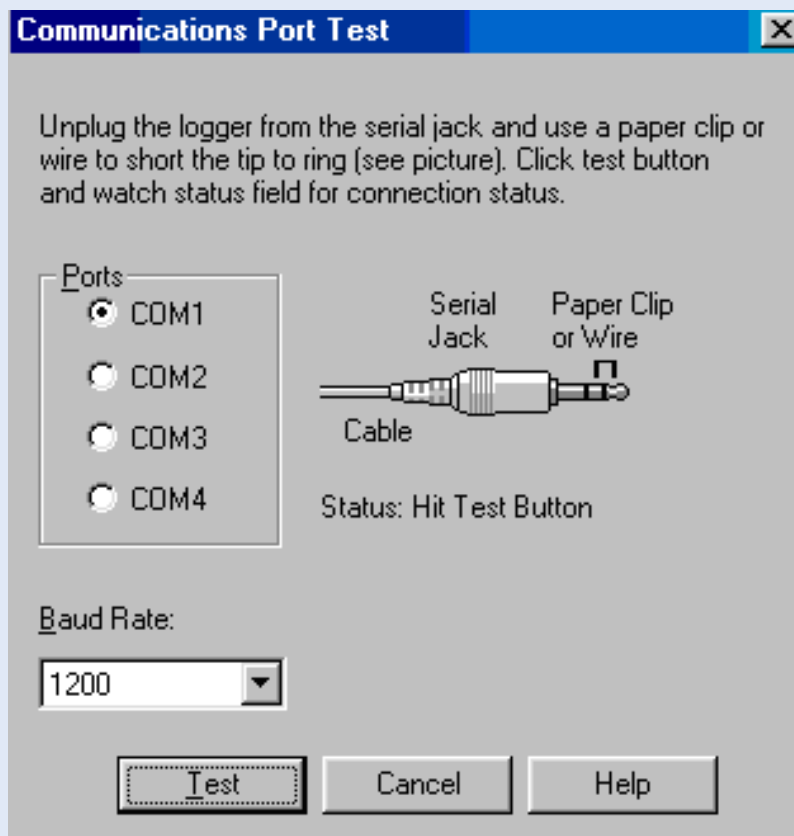 Communications Port Test
Unplug the logger from the serial jack and use a paper clip or
wire to short the tip to ring (see picture). Click test button
and watch status field for connection status.
Ports
COM1
COM2
COM3
COM4
Serial
Jack
Paper Clip
or Wire
Cable
Status: Hit Test Button
Baud Rate:
1200
Test
Cancel
Help